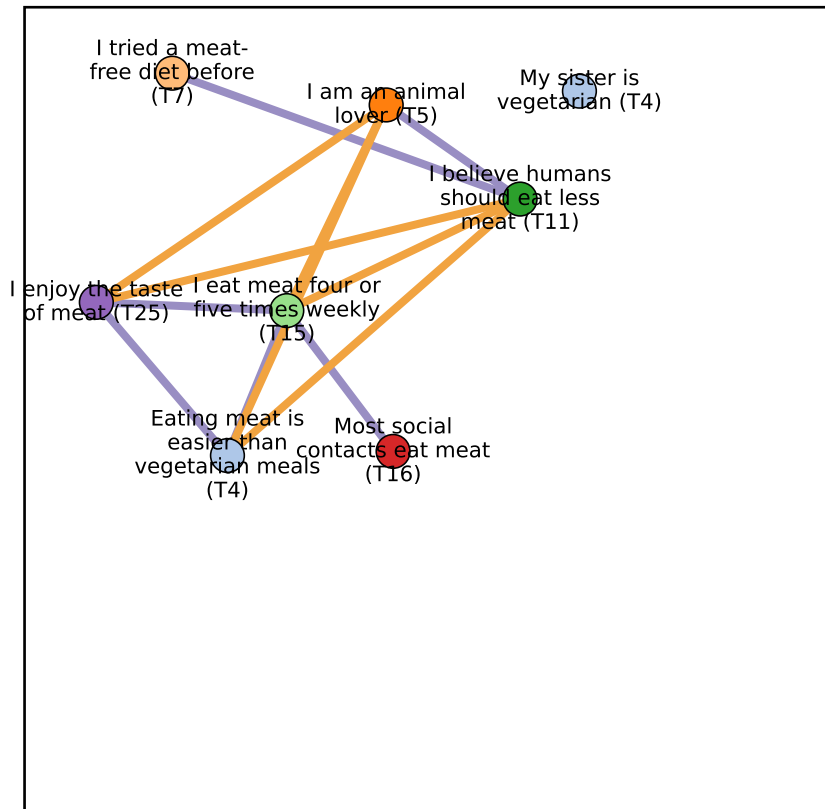 I tried a meat-
free diet before
(T7)
I am an animal
lover (T5)
My sister is
vegetarian (T4)
I believe humans
should eat less
meat (T11)
I enjoy the taste
of meat (T25)
I eat meat four or
five times weekly
(T15)
Eating meat is
easier than
vegetarian meals
(T4)
Most social
contacts eat meat
(T16)